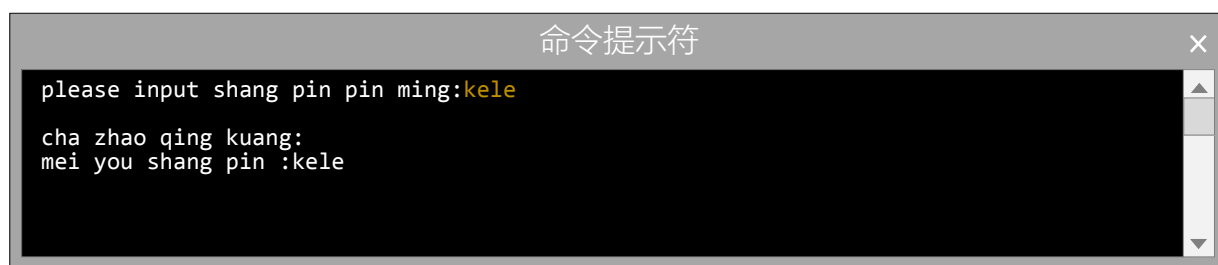 命令提示符
please input shang pin pin ming:kele
cha zhao qing kuang:
mei you shang pin :kele